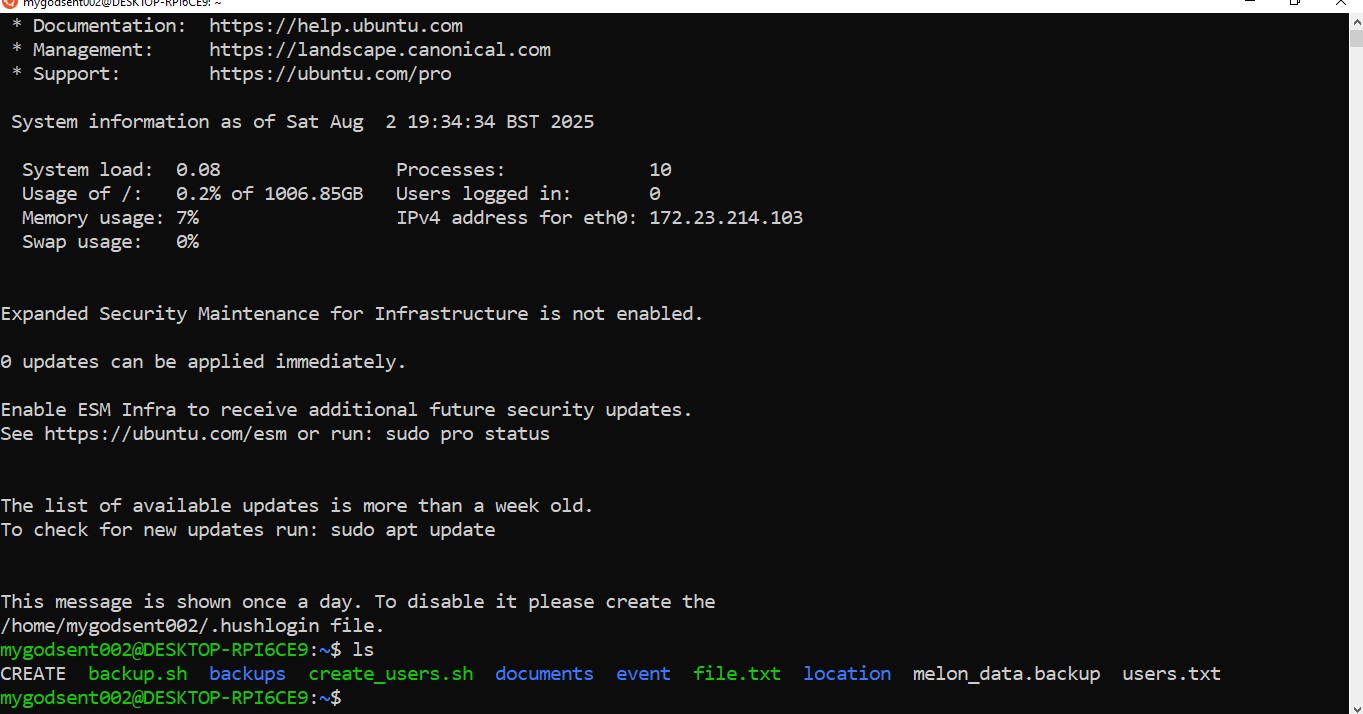 mygodsent002@DESKTOP-RPI6CE9: ~
* Documentation:  https://help.ubuntu.com
* Management:     https://landscape.canonical.com
* Support:        https://ubuntu.com/pro
System information as of Sat Aug  2 19:34:34 BST 2025
System load:  0.08                Processes:             10
Usage of /:   0.2% of 1006.85GB   Users logged in:       0
Memory usage: 7%                  IPv4 address for eth0: 172.23.214.103
Swap usage:   0%
Expanded Security Maintenance for Infrastructure is not enabled.
0 updates can be applied immediately.
Enable ESM Infra to receive additional future security updates.
See https://ubuntu.com/esm or run: sudo pro status
The list of available updates is more than a week old.
To check for new updates run: sudo apt update
This message is shown once a day. To disable it please create the
/home/mygodsent002/.hushlogin file.
mygodsent002@DESKTOP-RPI6CE9:~$ ls
CREATE  backup.sh  backups  create_users.sh  documents  event  file.txt  location  melon_data.backup  users.txt
mygodsent002@DESKTOP-RPI6CE9:~$